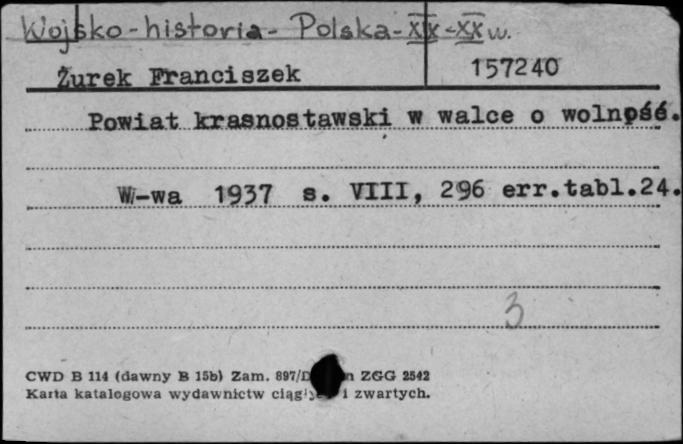 Wojsko - historia - Polska - XIX - XX w.
Żurek Franciszek 157240
Powiat krasnostawski w walce o wolność.
W-wa 1937 s. VIII, 296 err.tabl.24.
3
CWD B 114 (dawny B 15b) Zam. 897/D ZGG 2542
Karta katalogowa wydawnictw i zwartych.